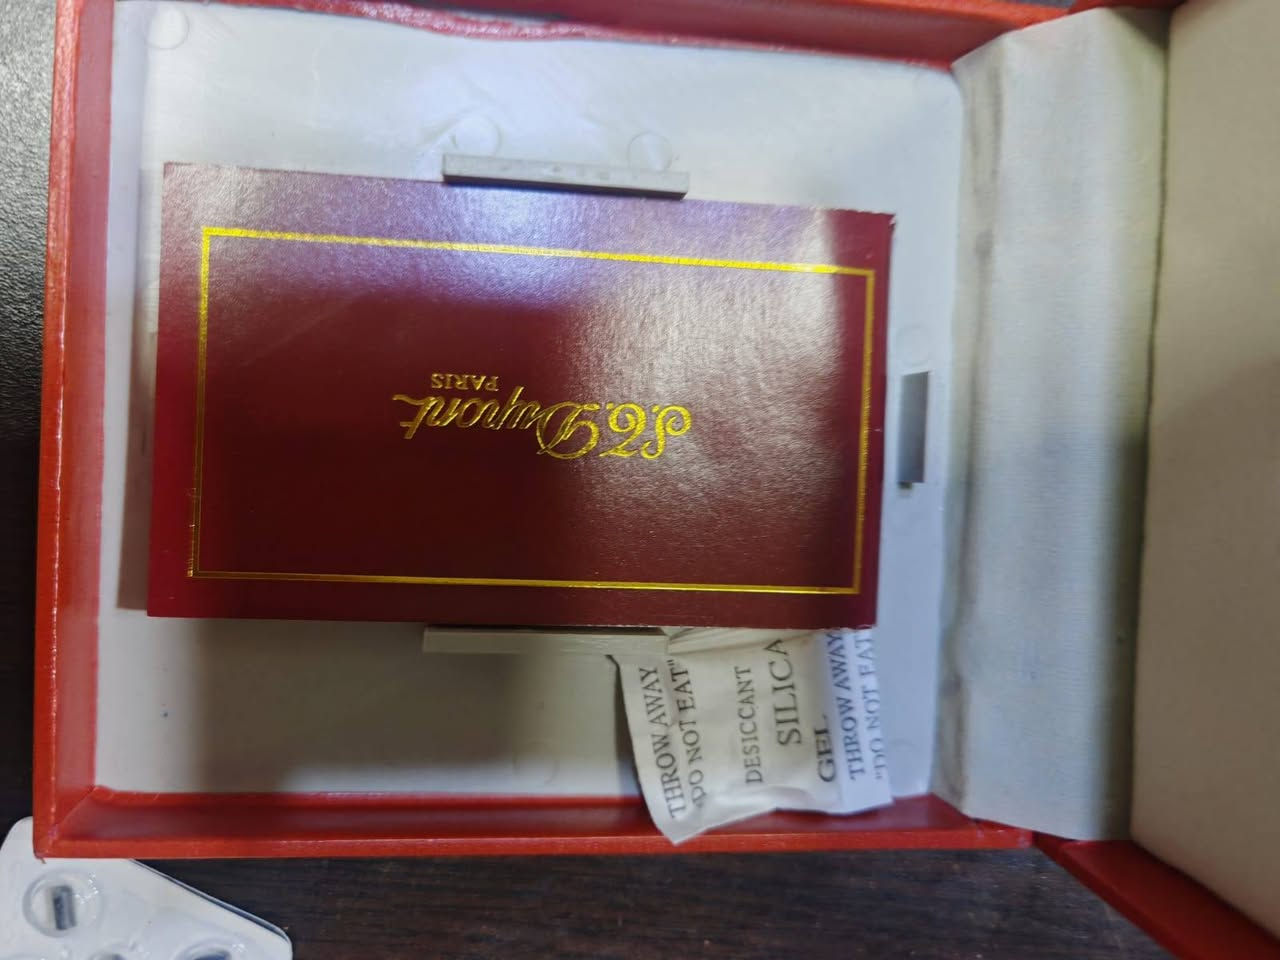 S.T. Dupont
PARIS
THROW AWAY
"DO NOT EAT"
DESICCANT
SILICA
GEL
THROW AWAY
"DO NOT EAT